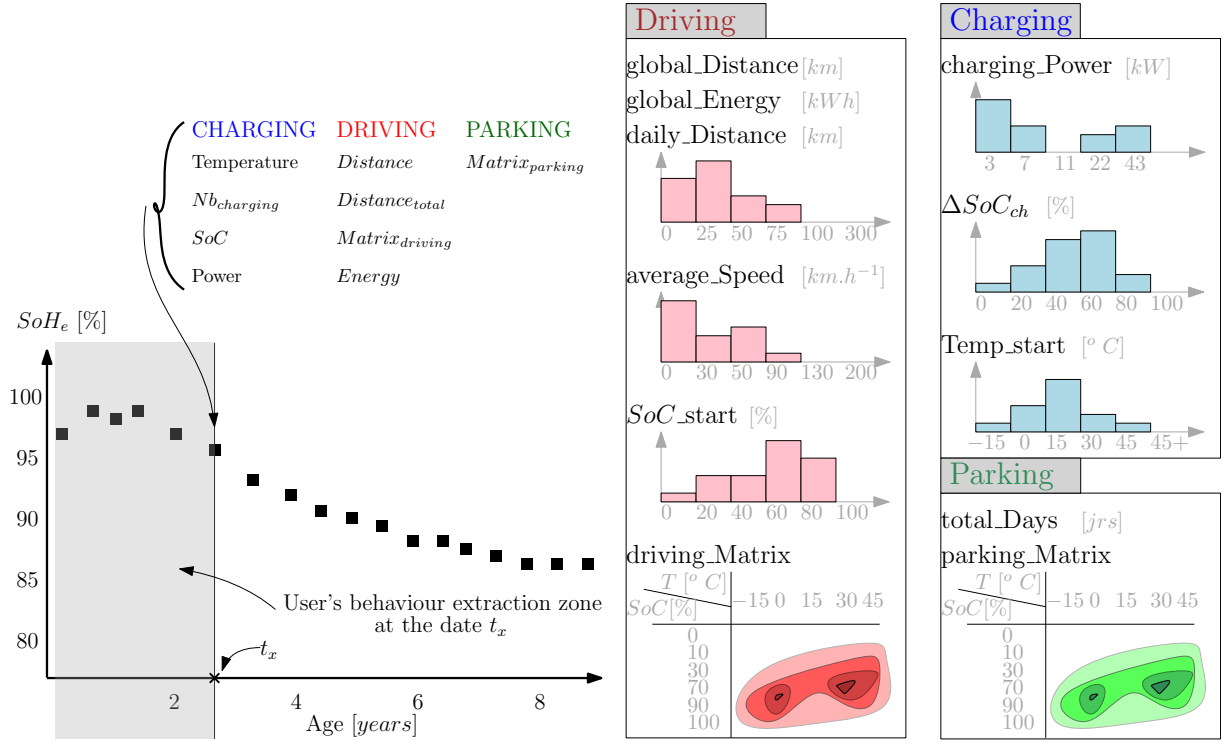 CHARGING DRIVING PARKING
Temperature Distance Matrix_parking
Nb_charging Distance_total
SoC Matrix_driving
Power Energy
SoH_e [%]
100
95
90
85
80
User's behaviour extraction zone
at the date t_x
t_x
2 4 6 8
Age [years]
Driving
global_Distance [km]
global_Energy [kWh]
daily_Distance [km]
0 25 50 75 100 300
average_Speed [km.h⁻¹]
0 30 50 90 130 200
SoC_start [%]
0 20 40 60 80 100
driving_Matrix
T [° C]
SoC[%]
−15 0 15 30 45
0
10
30
70
90
100
Charging
charging_Power [kW]
3 7 11 22 43
ΔSoC_ch [%]
0 20 40 60 80 100
Temp_start [° C]
−15 0 15 30 45 45+
Parking
total_Days [jrs]
parking_Matrix
T [° C]
SoC[%]
−15 0 15 30 45
0
10
30
70
90
100